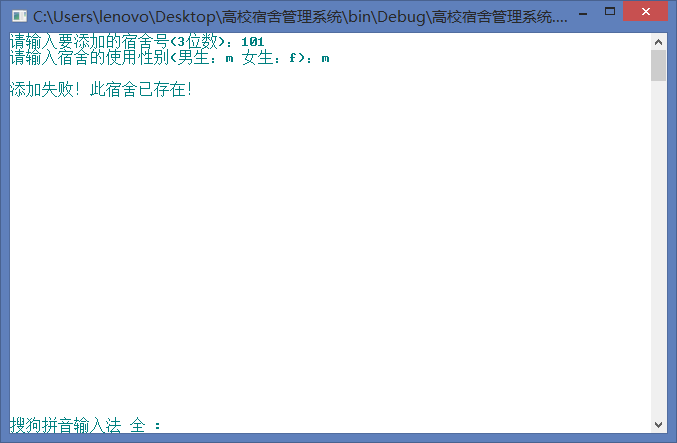 C:\Users\lenovo\Desktop\高校宿舍管理系统\bin\Debug\高校宿舍管理系统....
请输入要添加的宿舍号(3位数): 101
请输入宿舍的使用性别(男生: m 女生: f): m
添加失败! 此宿舍已存在!
搜狗拼音输入法 全 :